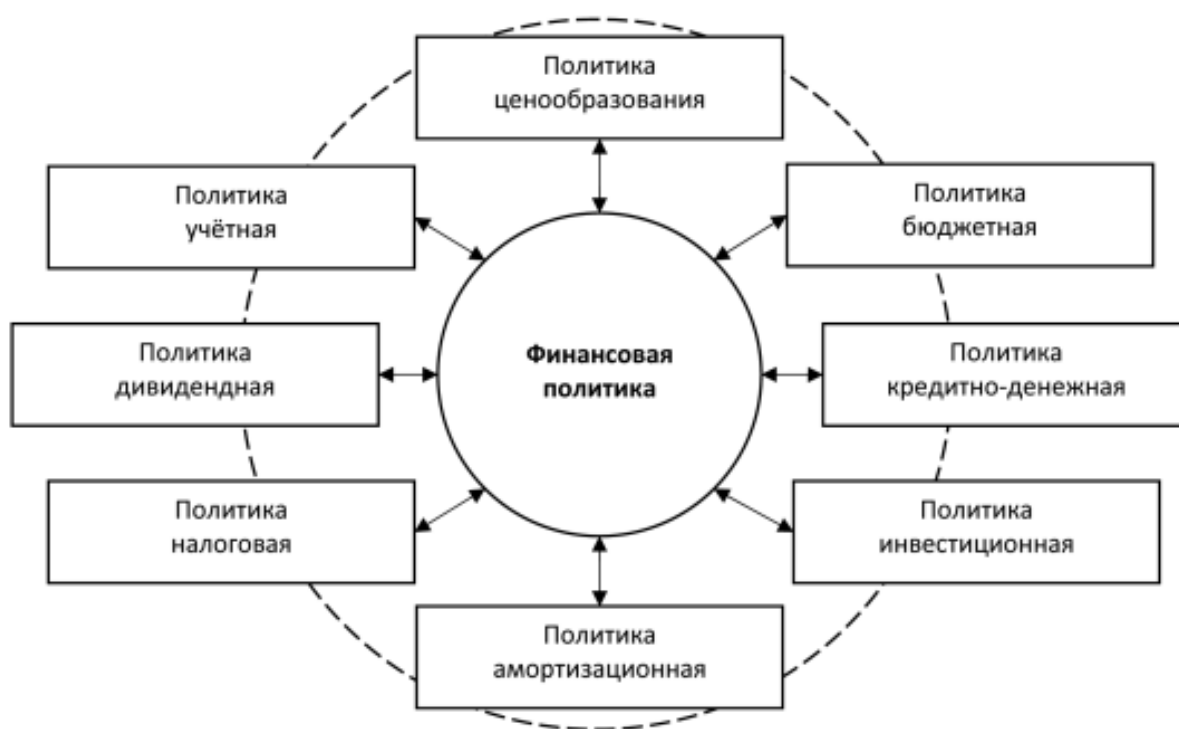 Политика
ценообразования
Политика
учётная
Политика
бюджетная
Политика
дивидендная
Финансовая
политика
Политика
кредитно-денежная
Политика
налоговая
Политика
инвестиционная
Политика
амортизационная